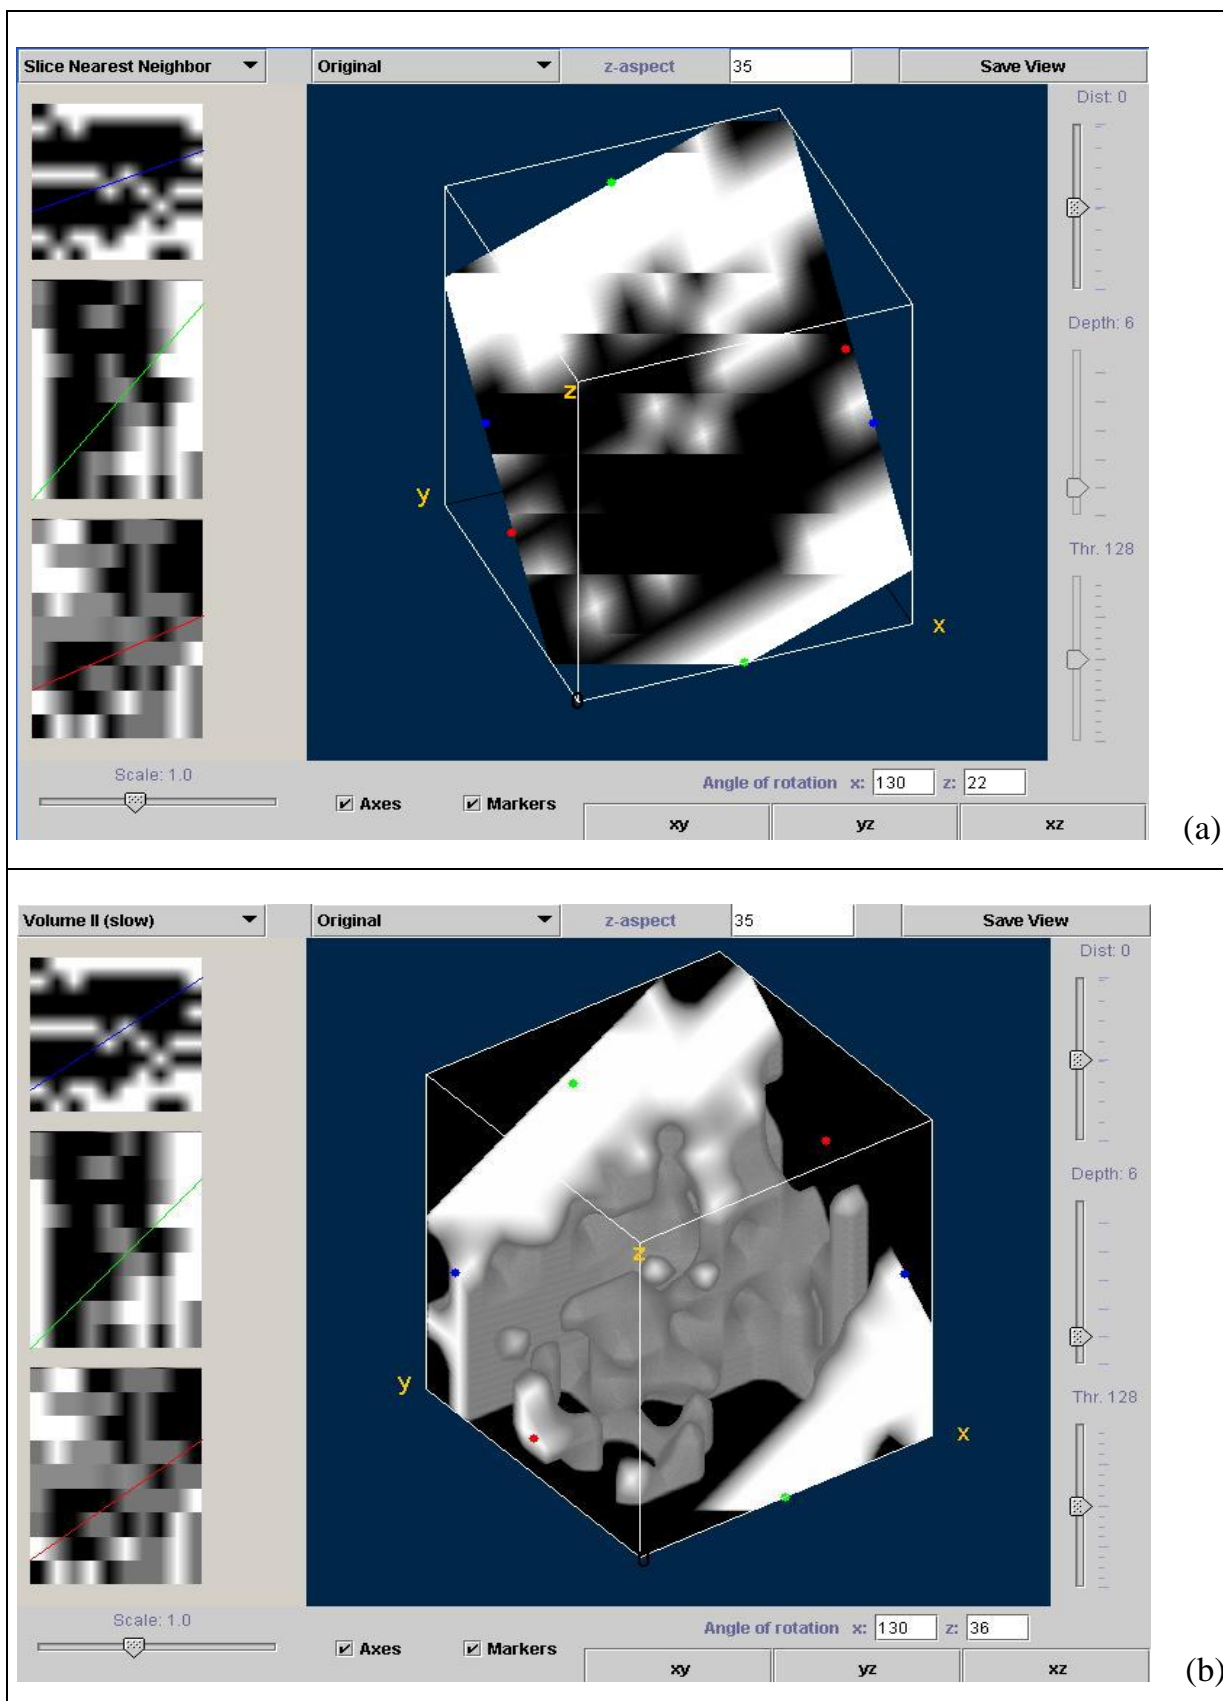 Slice Nearest Neighbor Original z-aspect 35 Save View
Dist: 0
Depth: 6
z
y
Thr. 128
x
0
Scale: 1.0
Angle of rotation x: 130 z: 22
Axes Markers
xy yz xz
(a)
Volume II (slow) Original z-aspect 35 Save View
Dist: 0
Depth: 6
z
y
Thr. 128
x
0
Scale: 1.0
Angle of rotation x: 130 z: 36
Axes Markers
xy yz xz
(b)